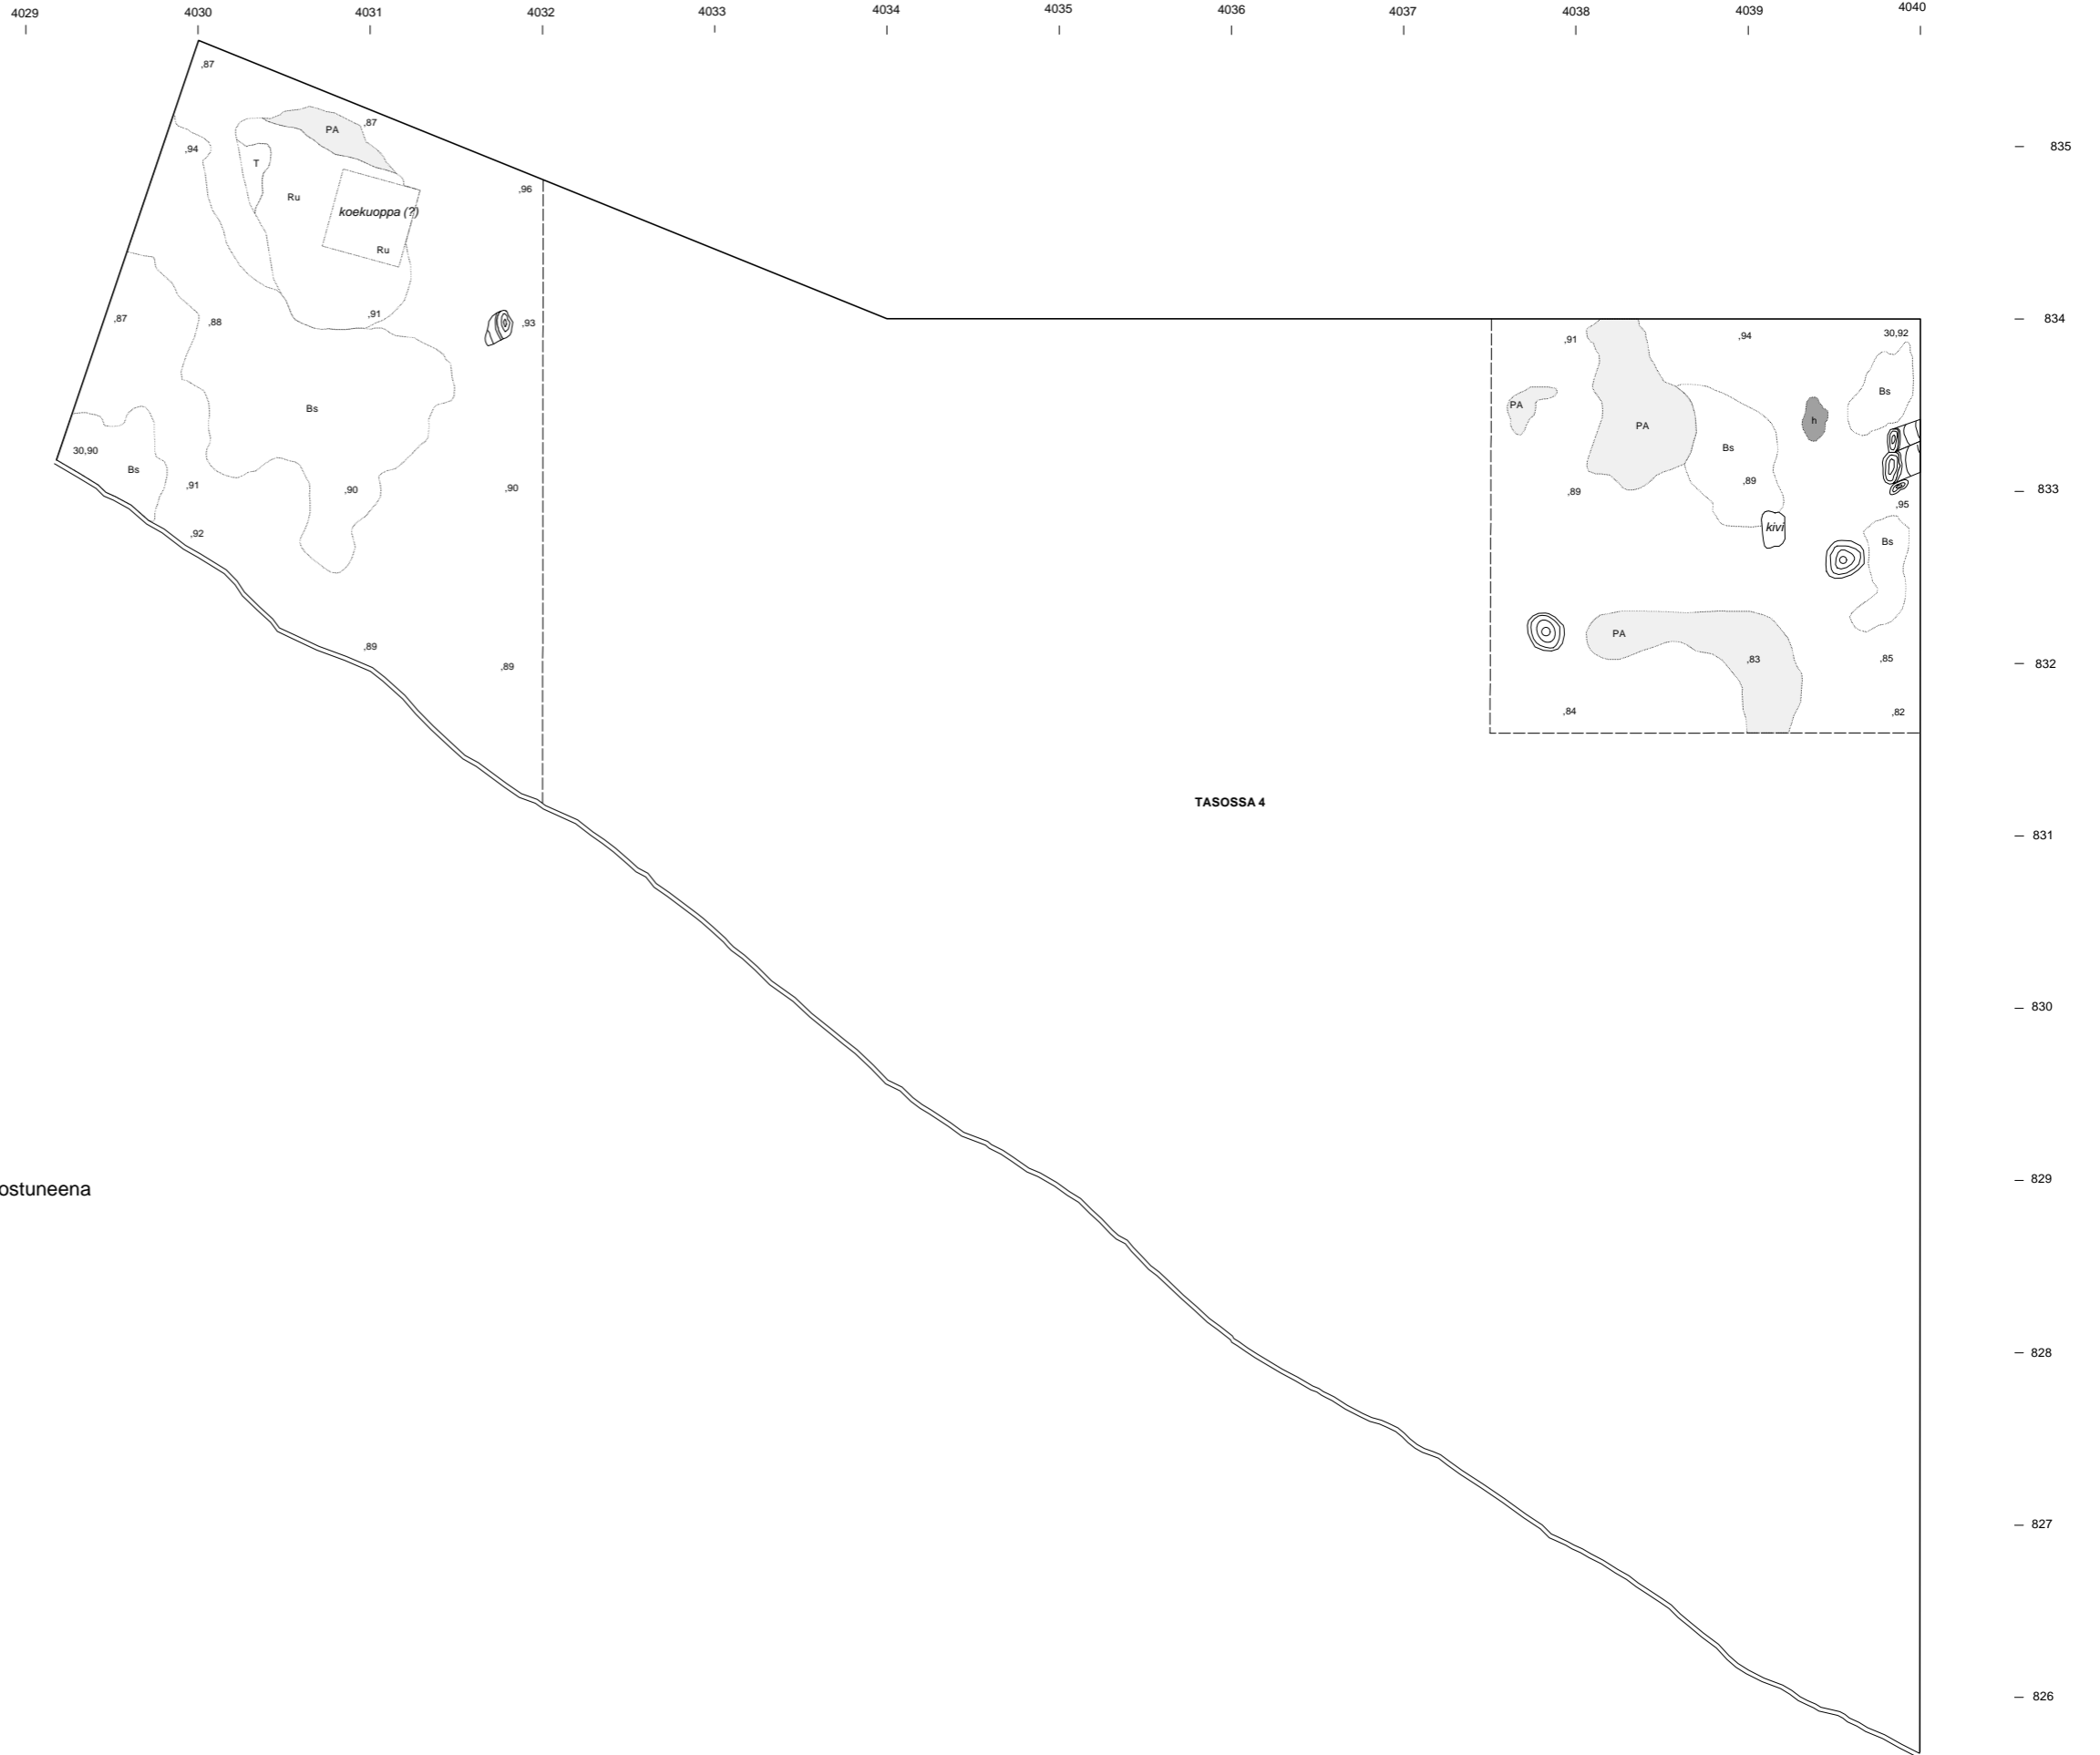 4029 4030 4031 4032 4033 4034 4035 4036 4037 4038 4039 4040
,87
PA ,87
,94 835
T
,96
Ru
koekuoppa (?)
Ru
,91
,87 ,88 ,93 834
,91 ,94 30,92
Bs
PA
Bs
h
PA
Bs
30,90
Bs
,89
,91 ,90 ,90 ,89 833
,95
kivi
,92
Bs
PA
,89
,83 ,85
,89 832
,84 ,82
TASOSSA 4
831
830
ostuneena 829
828
827
826